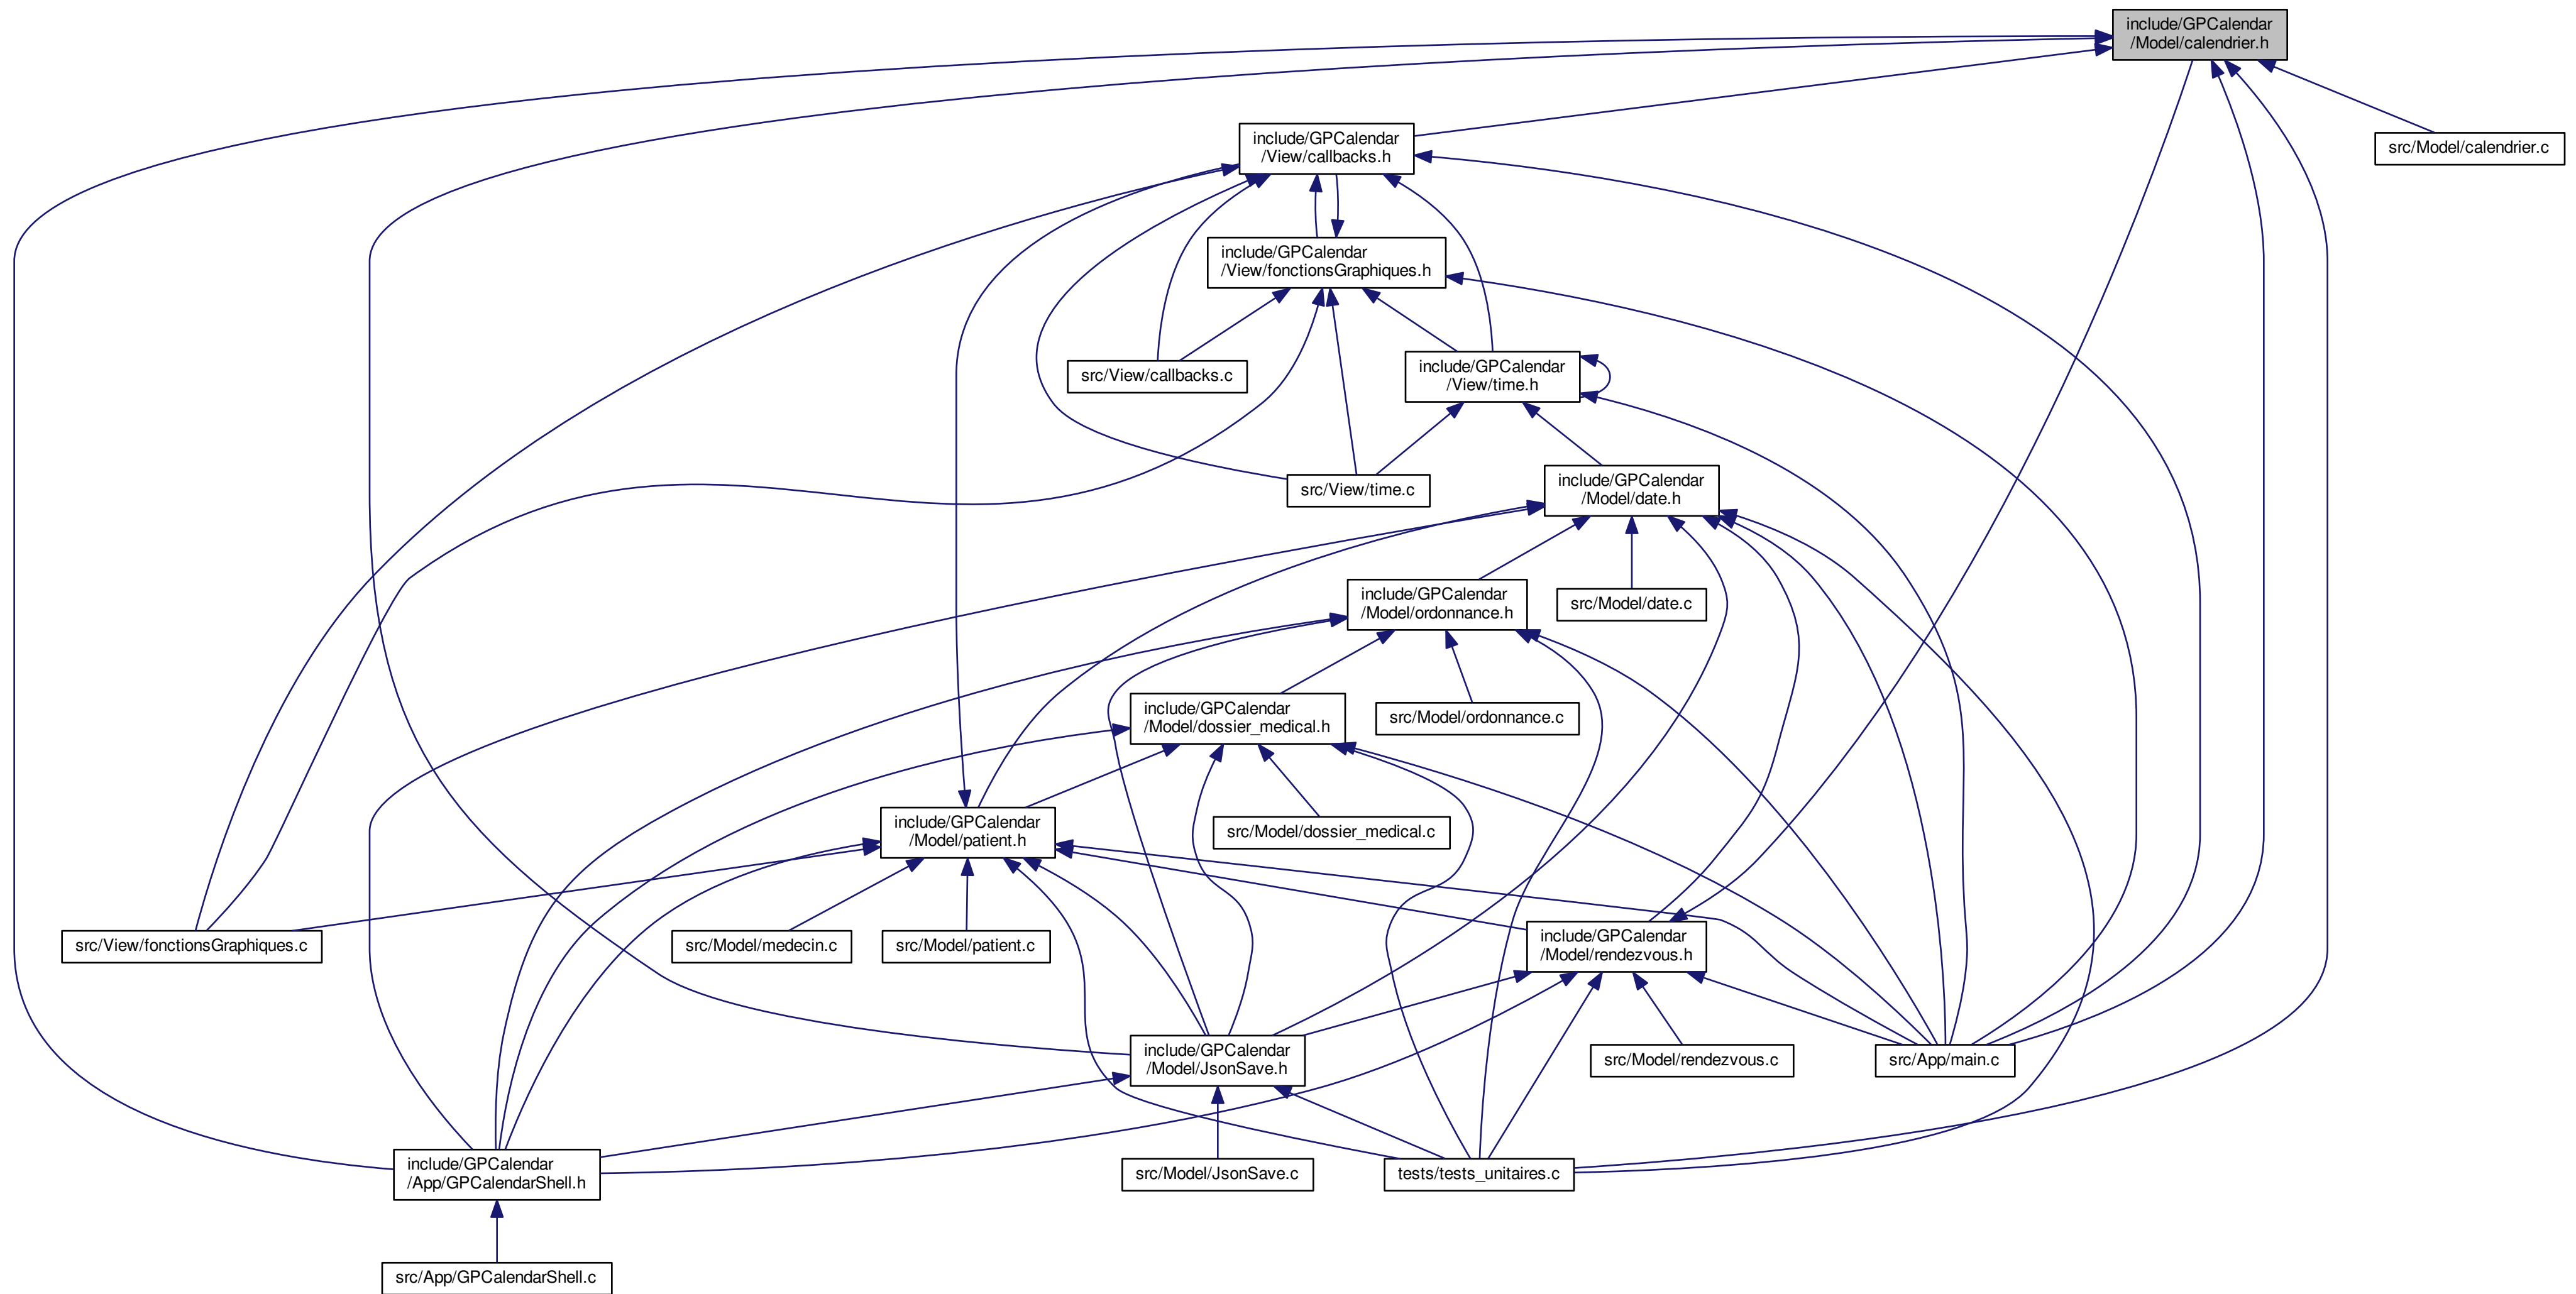 include/GPCalendar
/Model/calendrier.h
include/GPCalendar
/View/callbacks.h
src/Model/calendrier.c
include/GPCalendar
/View/fonctionsGraphiques.h
src/View/callbacks.c
include/GPCalendar
/View/time.h
src/View/time.c
include/GPCalendar
/Model/date.h
include/GPCalendar
/Model/ordonnance.h
src/Model/date.c
include/GPCalendar
/Model/dossier_medical.h
src/Model/ordonnance.c
include/GPCalendar
/Model/patient.h
src/Model/dossier_medical.c
src/View/fonctionsGraphiques.c
src/Model/medecin.c
src/Model/patient.c
include/GPCalendar
/Model/rendezvous.h
include/GPCalendar
/Model/JsonSave.h
src/Model/rendezvous.c
src/App/main.c
include/GPCalendar
/App/GPCalendarShell.h
src/Model/JsonSave.c
tests/tests_unitaires.c
src/App/GPCalendarShell.c